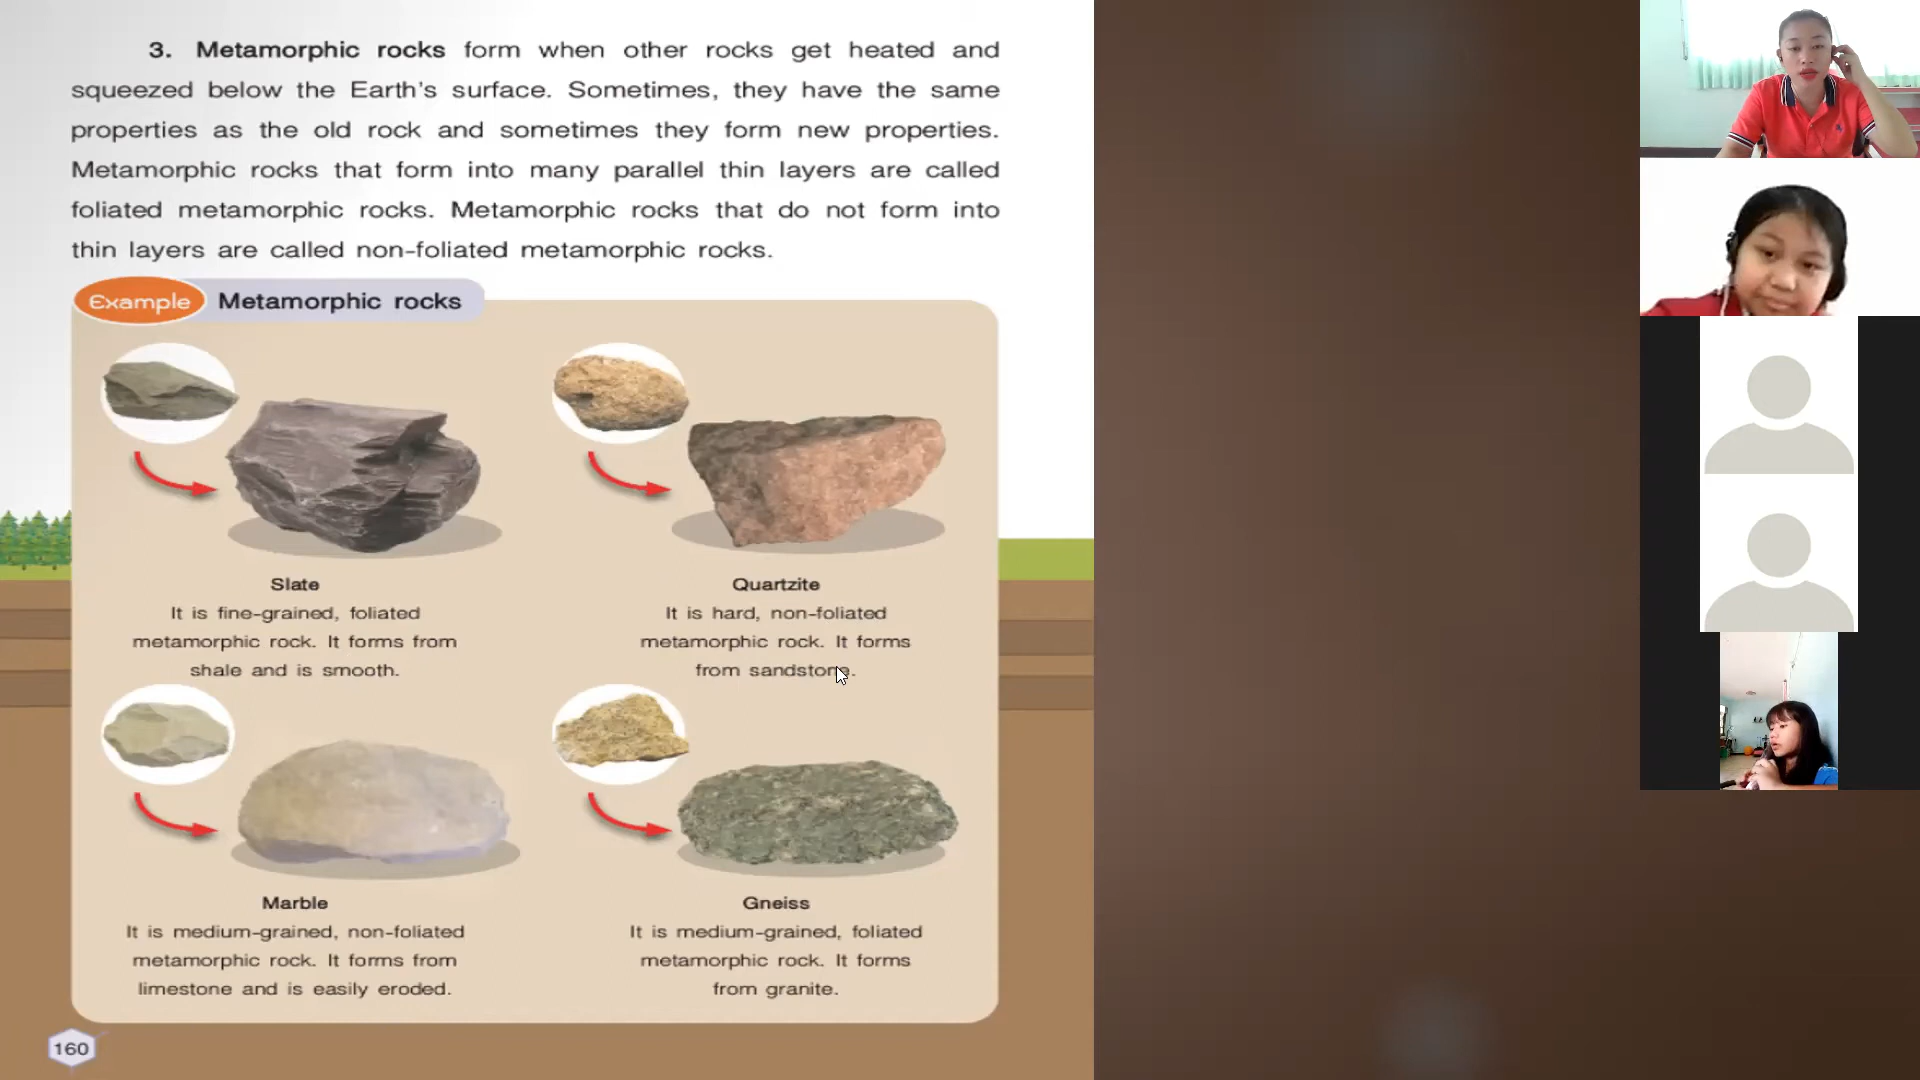 3. Metamorphic rocks form when other rocks get heated and
squeezed below the Earth's surface. Sometimes, they have the same
properties as the old rock and sometimes they form new properties.
Metamorphic rocks that form into many parallel thin layers are called
foliated metamorphic rocks. Metamorphic rocks that do not form into
thin layers are called non-foliated metamorphic rocks.
Example Metamorphic rocks
Slate
It is fine-grained, foliated
metamorphic rock. It forms from
shale and is smooth.
Quartzite
It is hard, non-foliated
metamorphic rock. It forms
from sandstone.
Marble
It is medium-grained, non-foliated
metamorphic rock. It forms from
limestone and is easily eroded.
Gneiss
It is medium-grained, foliated
metamorphic rock. It forms
from granite.
160